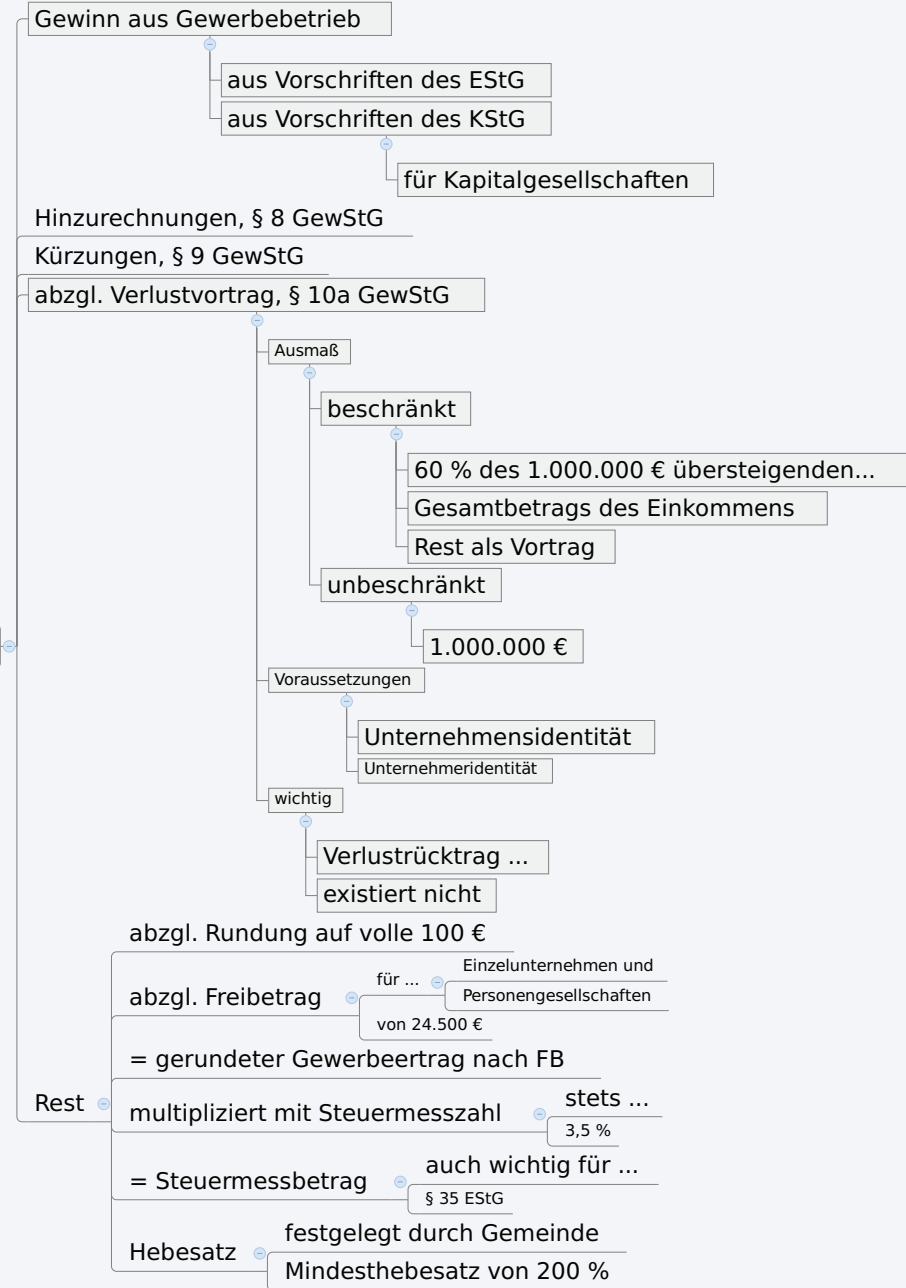 Gewinn aus Gewerbebetrieb
aus Vorschriften des EStG
aus Vorschriften des KStG
für Kapitalgesellschaften
Hinzurechnungen, § 8 GewStG
Kürzungen, § 9 GewStG
abzgl. Verlustvortrag, § 10a GewStG
Ausmaß
beschränkt
60 % des 1.000.000 € übersteigenden...
Gesamtbetrags des Einkommens
Rest als Vortrag
unbeschränkt
1.000.000 €
Voraussetzungen
Unternehmensidentität
Unternehmeridentität
wichtig
Verlustrücktrag ...
existiert nicht
Rest
abzgl. Rundung auf volle 100 €
abzgl. Freibetrag
für ...
Einzelunternehmen und
Personengesellschaften
von 24.500 €
= gerundeter Gewerbeertrag nach FB
multipliziert mit Steuermesszahl
stets ...
3,5 %
= Steuermessbetrag
auch wichtig für ...
§ 35 EStG
Hebesatz
festgelegt durch Gemeinde
Mindesthebesatz von 200 %